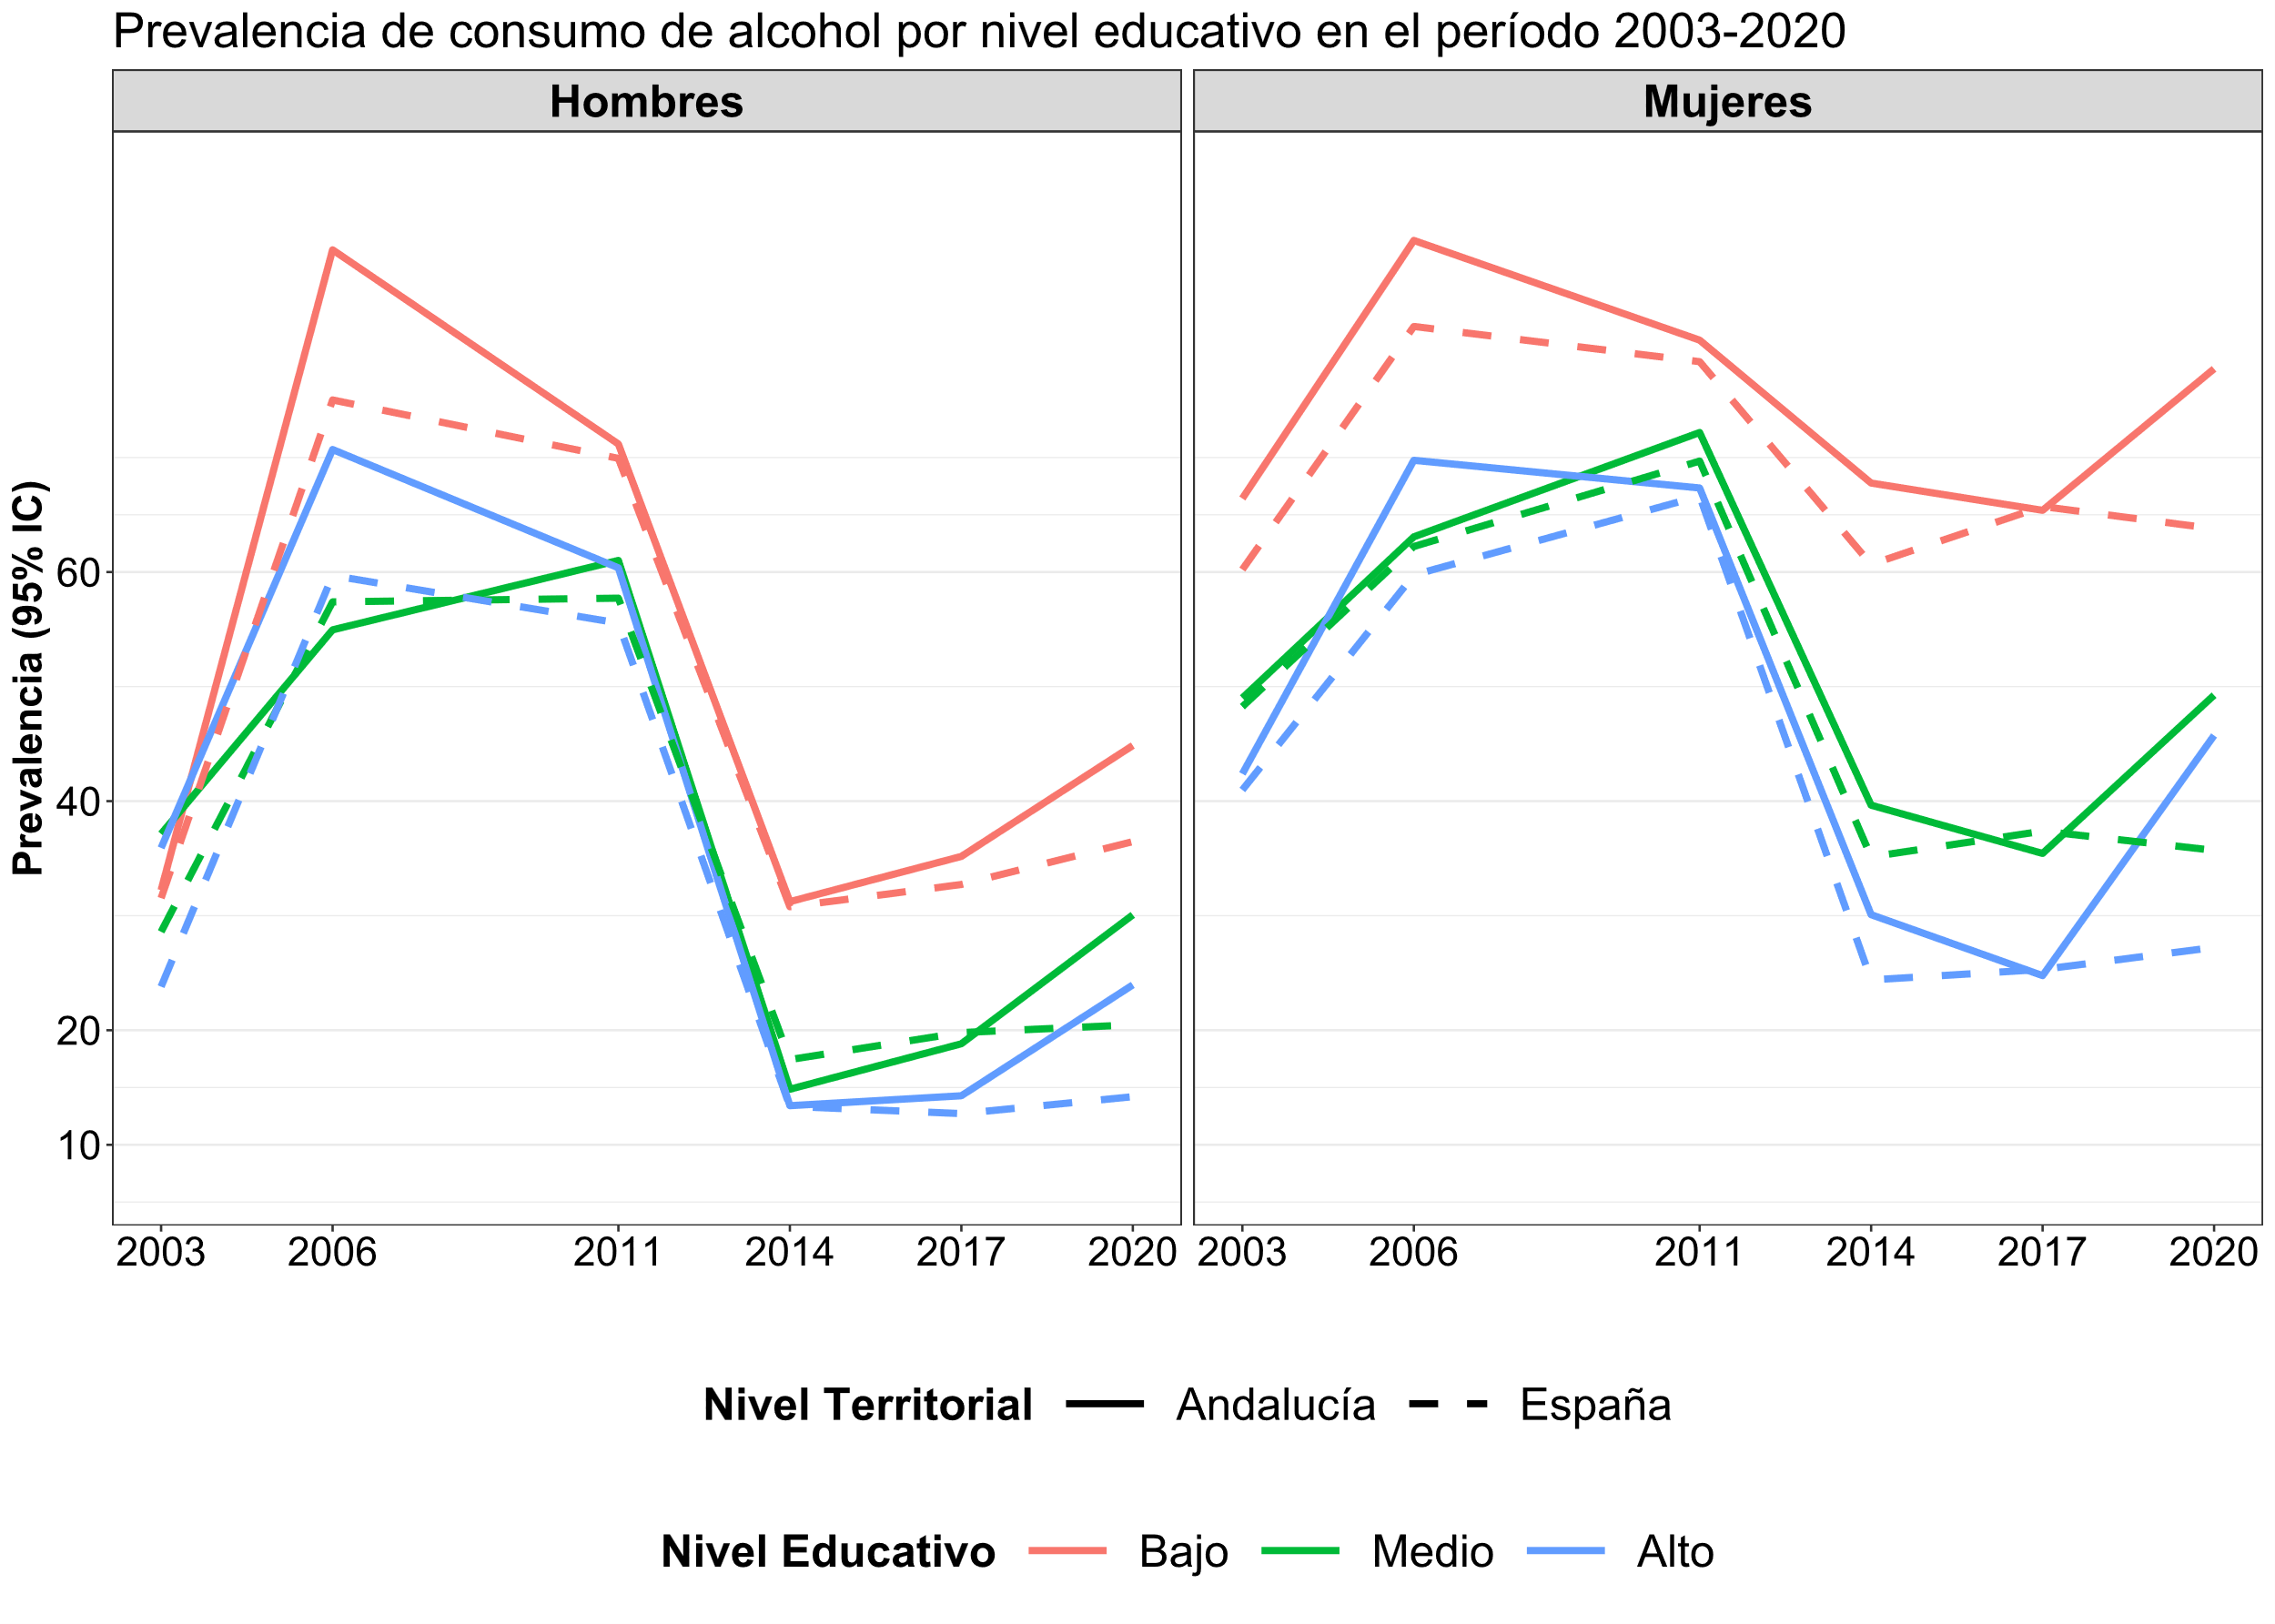 Prevalencia de consumo de alcohol por nivel educativo en el período 2003-2020
Hombres Mujeres
Prevalencia (95% IC)
60
40
20
10
2003 2006 2011 2014 2017 2020 2003 2006 2011 2014 2017 2020
Nivel Territorial Andalucía España
Nivel Educativo Bajo Medio Alto